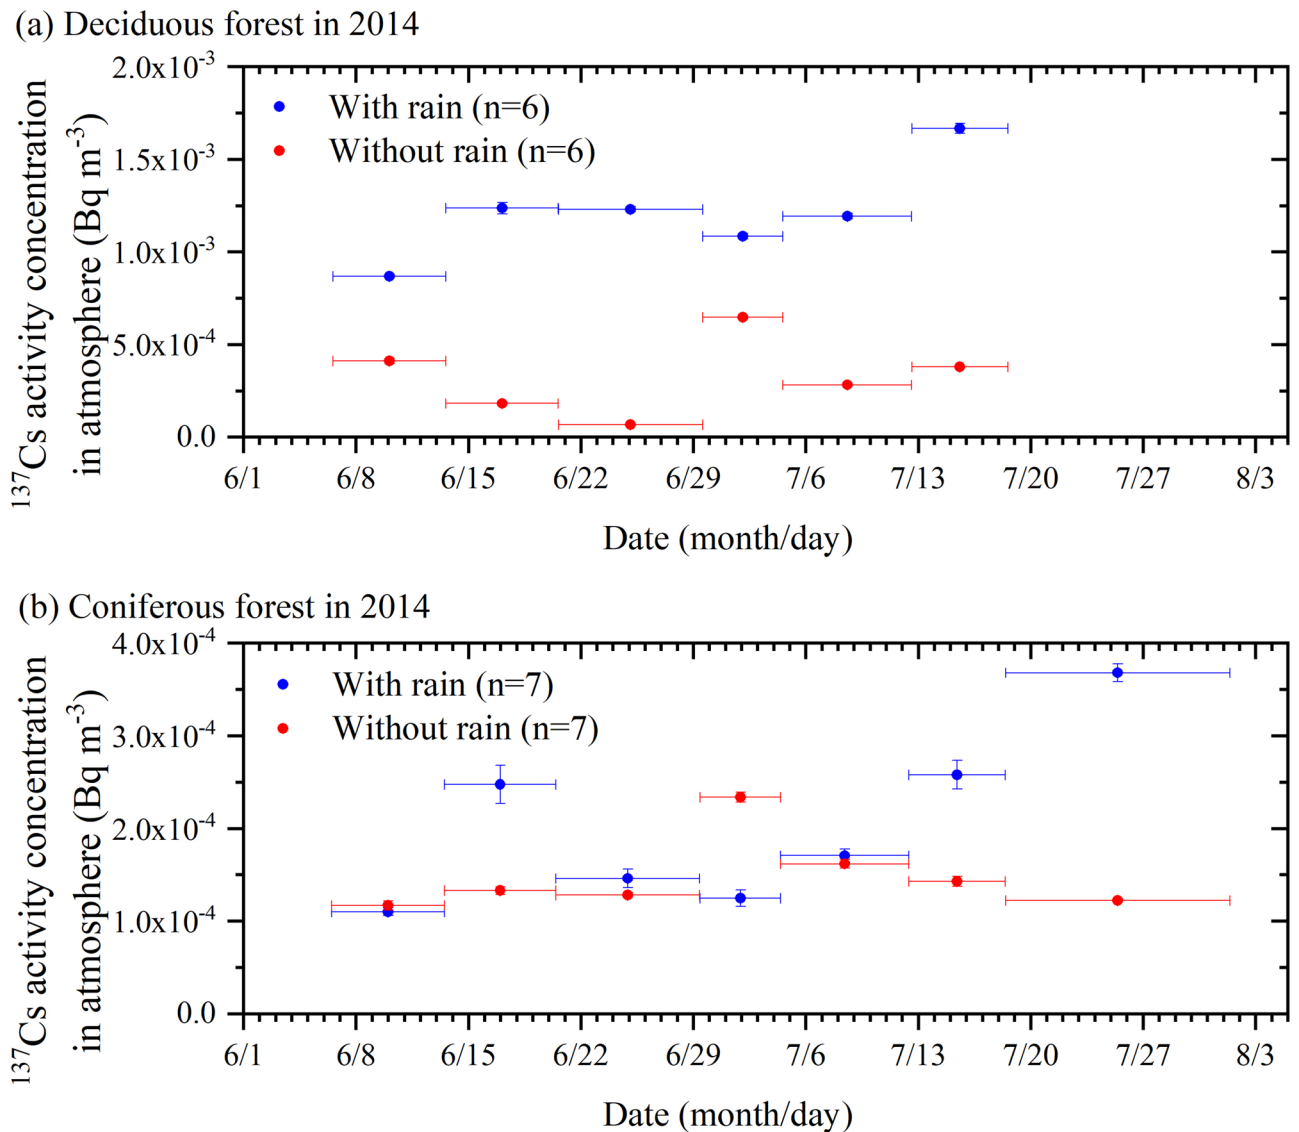 (a) Deciduous forest in 2014
¹³⁷Cs activity concentration
in atmosphere (Bq m⁻³)
2.0x10⁻³
1.5x10⁻³
1.0x10⁻³
5.0x10⁻⁴
0.0
With rain (n=6)
Without rain (n=6)
6/1 6/8 6/15 6/22 6/29 7/6 7/13 7/20 7/27 8/3
Date (month/day)
(b) Coniferous forest in 2014
¹³⁷Cs activity concentration
in atmosphere (Bq m⁻³)
4.0x10⁻⁴
3.0x10⁻⁴
2.0x10⁻⁴
1.0x10⁻⁴
0.0
With rain (n=7)
Without rain (n=7)
6/1 6/8 6/15 6/22 6/29 7/6 7/13 7/20 7/27 8/3
Date (month/day)